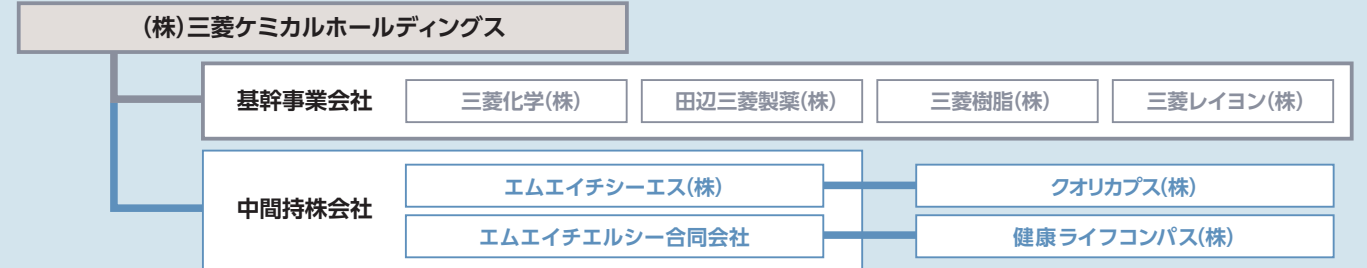 (株)三菱ケミカルホールディングス
基幹事業会社
三菱化学(株)
田辺三菱製薬(株)
三菱樹脂(株)
三菱レイヨン(株)
中間持株会社
エムエイチシーエス(株)
クオリカプス(株)
エムエイチエルシー合同会社
健康ライフコンパス(株)